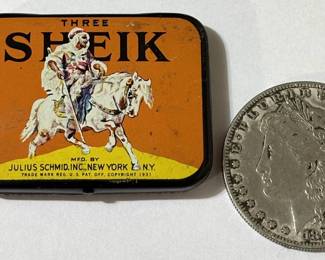 THREE
SHEIK
MFD. BY
JULIUS SCHMID, INC., NEW YORK, N.Y.
TRADE MARK REG. U.S. PAT. OFF. COPYRIGHT 1931